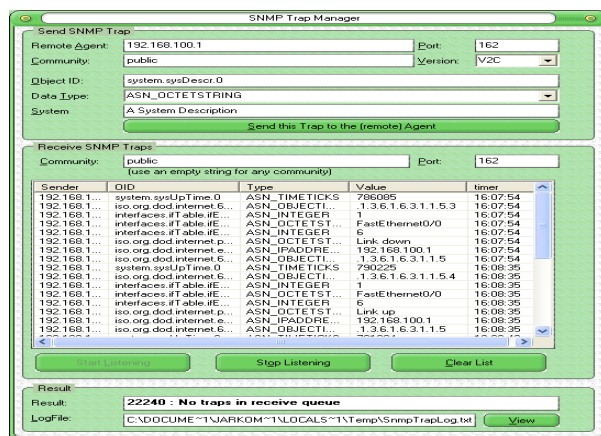 SNMP Trap Manager
Send SNMP Trap
Remote Agent: 192.168.100.1 Port: 162
Community: public Version: V2C
Object ID: system.sysDescr.0
Data Type: ASN_OCTETSTRING
System A System Description
Send this Trap to the (remote) Agent
Receive SNMP Traps
Community: public Port: 162
(use an empty string for any community)
Sender OID Type Value timer
192.168.1... system.sysUpTime.0 ASN_TIMETICKS 786085 16:07:54
192.168.1... iso.org.dod.internet.6... ASN_OBJECTI... .1.3.6.1.6.3.1.1.5.3 16:07:54
192.168.1... interfaces.ifTable.ifE... ASN_INTEGER 1 16:07:54
192.168.1... interfaces.ifTable.ifE... ASN_OCTETST... FastEthernet0/0 16:07:54
192.168.1... interfaces.ifTable.ifE... ASN_INTEGER 6 16:07:54
192.168.1... iso.org.dod.internet.p... ASN_OCTETST... Link down 16:07:54
192.168.1... iso.org.dod.internet.e... ASN_IPADDRE... 192.168.100.1 16:07:54
192.168.1... iso.org.dod.internet.6... ASN_OBJECTI... .1.3.6.1.6.3.1.1.5 16:07:54
192.168.1... system.sysUpTime.0 ASN_TIMETICKS 790225 16:08:35
192.168.1... iso.org.dod.internet.6... ASN_OBJECTI... .1.3.6.1.6.3.1.1.5.4 16:08:35
192.168.1... interfaces.ifTable.ifE... ASN_INTEGER 1 16:08:35
192.168.1... interfaces.ifTable.ifE... ASN_OCTETST... FastEthernet0/0 16:08:35
192.168.1... interfaces.ifTable.ifE... ASN_INTEGER 6 16:08:35
192.168.1... iso.org.dod.internet.p... ASN_OCTETST... Link up 16:08:35
192.168.1... iso.org.dod.internet.e... ASN_IPADDRE... 192.168.100.1 16:08:35
192.168.1... iso.org.dod.internet.6... ASN_OBJECTI... .1.3.6.1.6.3.1.1.5 16:08:35
Start Listening Stop Listening Clear List
Result
Result: 22240 : No traps in receive queue
LogFile: C:\DOCUME~1\JARKOM~1\LOCALS~1\Temp\SnmpTrapLog.txt View